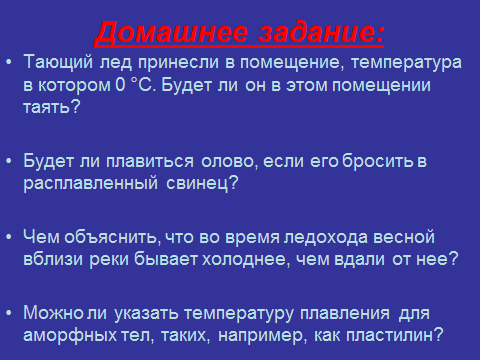 Домашнее задание:
• Тающий лед принесли в помещение, температура
в котором 0 °С. Будет ли он в этом помещении
таять?
• Будет ли плавиться олово, если его бросить в
расплавленный свинец?
• Чем объяснить, что во время ледохода весной
вблизи реки бывает холоднее, чем вдали от нее?
• Можно ли указать температуру плавления для
аморфных тел, таких, например, как пластилин?